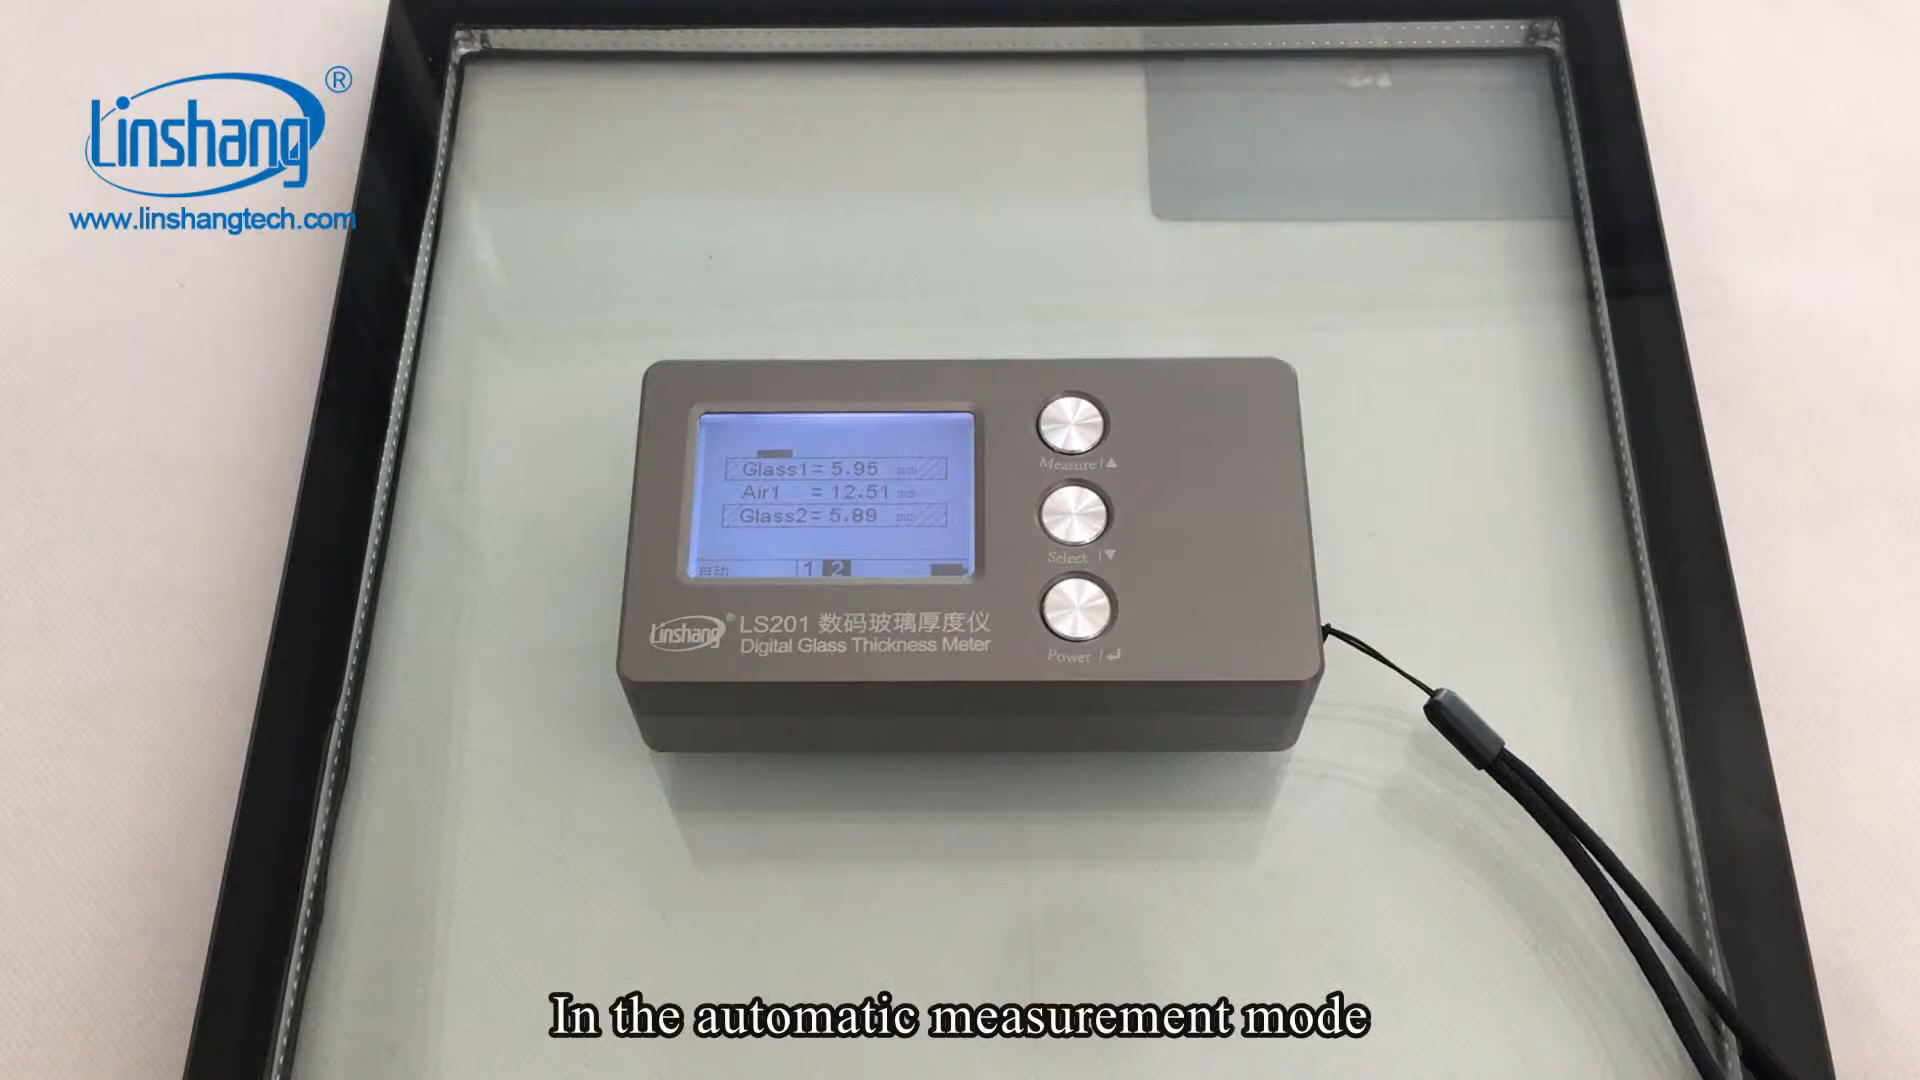 Linshang®
www.linshangtech.com
Glass1= 5.95 mm
Air1 = 12.51 mm
Glass2= 5.89 mm
自动 1 2
Linshang® LS201 数码玻璃厚度仪
Digital Glass Thickness Meter
Measure | ▲
Select | ▼
Power | ↵
In the automatic measurement mode